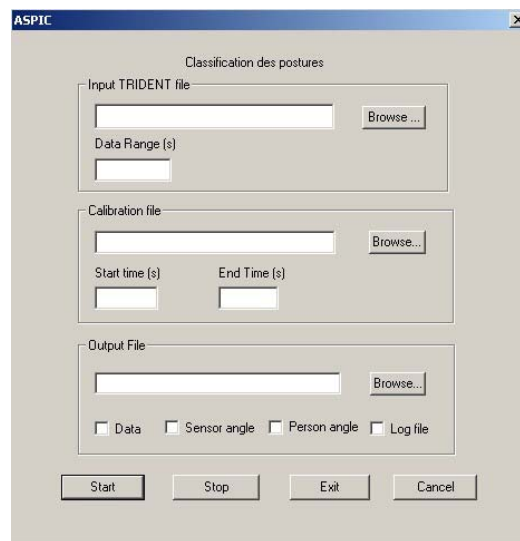 ASPIC
Classification des postures
Input TRIDENT file
Browse ...
Data Range (s)
Calibration file
Browse...
Start time (s) End Time (s)
Output File
Browse...
Data Sensor angle Person angle Log file
Start Stop Exit Cancel